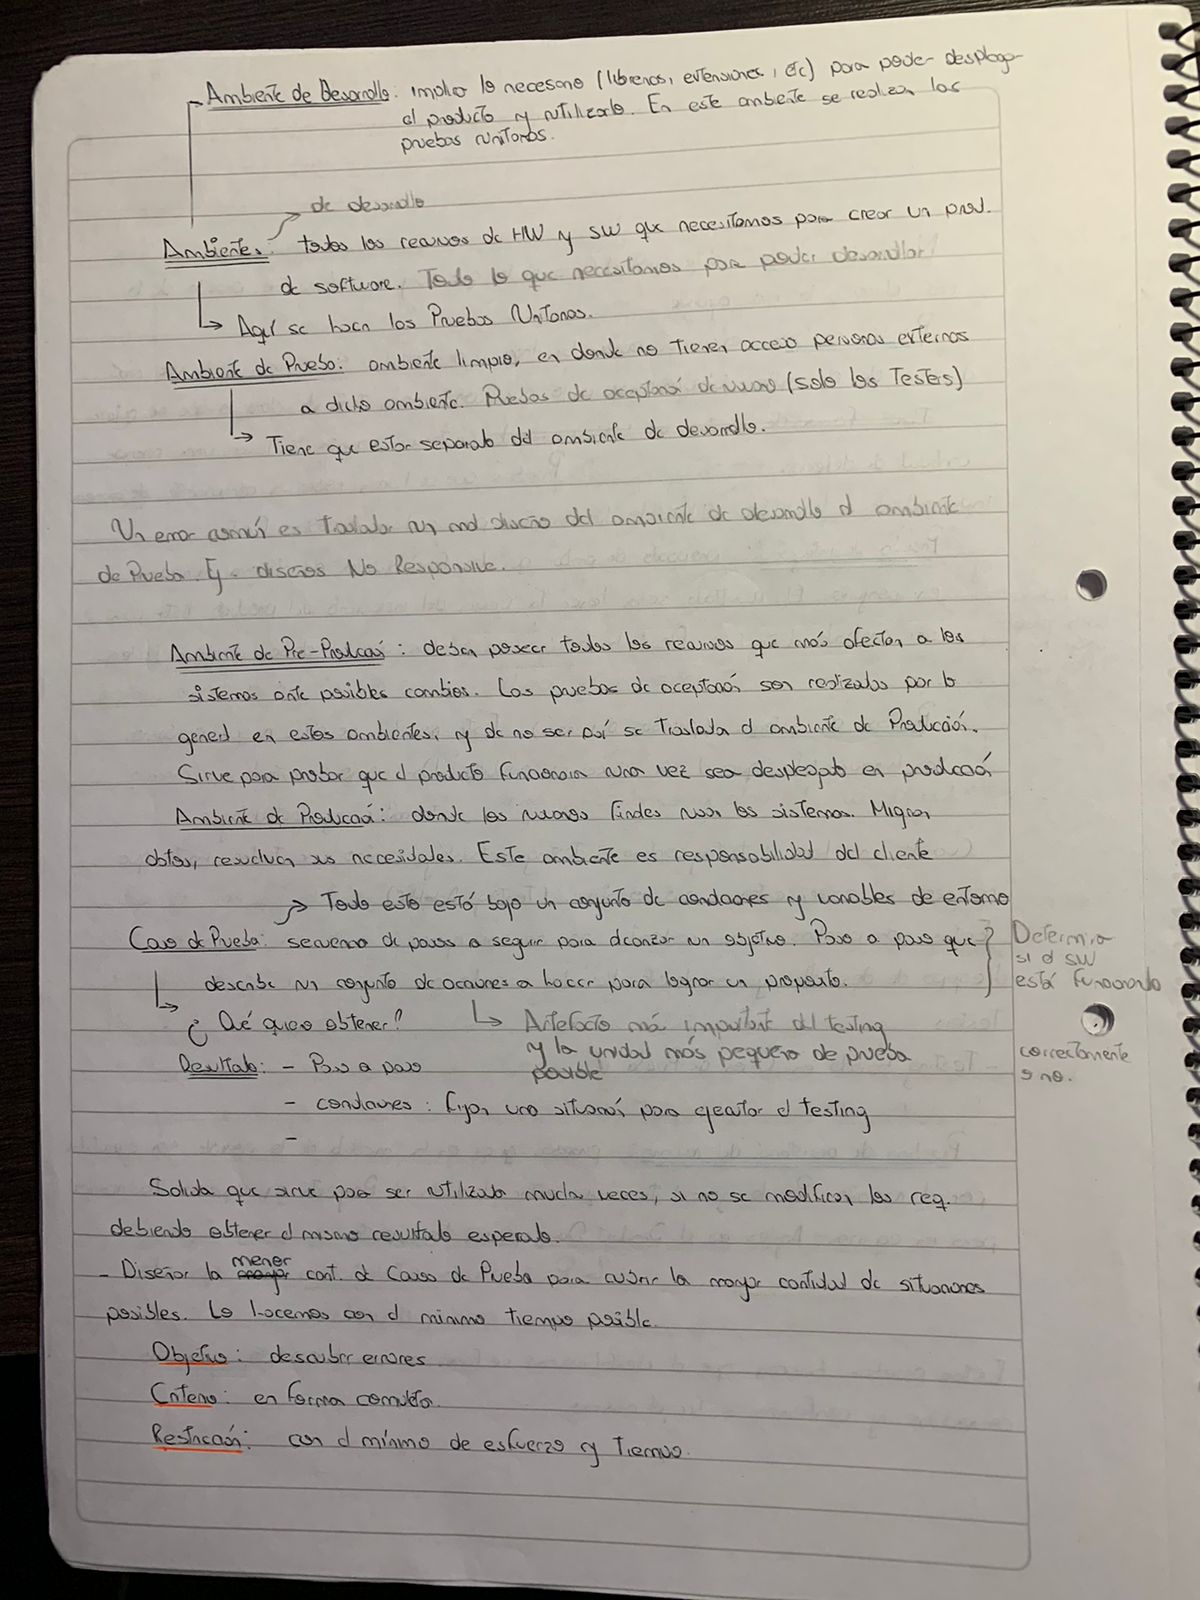 Ambiente de Desarrollo: implica lo necesario (librerias, extensiones, etc) para poder desplegar
el producto y utilizarlo. En este ambiente se realizan las
pruebas unitarias.
de desarrollo
Ambientes: todos los recursos de HW y SW que necesitamos para crear un prod.
de software. Todo lo que necesitamos para poder desarrollar
↳ Aquí se hacen las Pruebas Unitarias.
Ambiente de Prueba: ambiente limpio, en donde no tienen acceso personas externas
a dicho ambiente. Pruebas de aceptación de usuario (solo los Testers)
↳ Tiene que estar separado del ambiente de desarrollo.
Un error común es trasladar un mal diseño del ambiente de desarrollo al ambiente
de Prueba. Ej. diseños No Responsive.
Ambiente de Pre-Producción: deben poseer todos los recursos que más afectan a los
sistemas ante posibles cambios. Las pruebas de aceptación son realizadas por lo
general en estos ambientes, y de no ser así se traslada al ambiente de Producción.
Sirve para probar que el producto funcionaria una vez sea desplegado en producción
Ambiente de Producción: donde los usuarios finales usan los sistemas. Migran
datos, resuelven sus necesidades. Este ambiente es responsabilidad del cliente
→ Todo esto está bajo un conjunto de condiciones y variables de entorno
Caso de Prueba: secuencia de pasos a seguir para alcanzar un objetivo. Paso a paso que
describe un conjunto de acciones a hacer para lograr un proposito.
Determina
si el SW
está funcionando
correctamente
o no.
↳ ¿Qué quiero obtener?
↳ Artefacto más importante del testing
y la unidad más pequeña de prueba
posible
Resultado: - Paso a paso
- condiciones: fijan una situación para ejecutar el testing
-
Salida que sirve para ser utilizada muchas veces, si no se modifican los req.
debiendo obtener el mismo resultado esperado.
- Diseñar la menor cant. de Casos de Prueba para cubrir la mayor cantidad de situaciones
posibles. Lo hacemos con el mínimo tiempo posible.
Objetivo: descubrir errores
Criterio: en forma completa.
Restricción: con el mínimo de esfuerzo y tiempo.